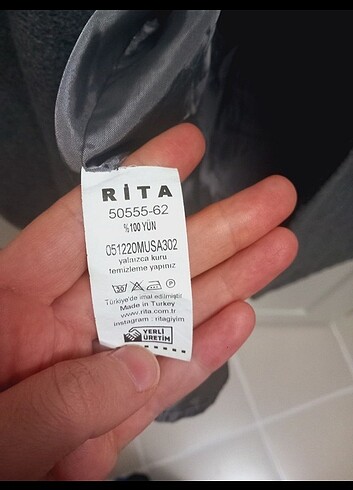 RİTA
50555-62
%100 YÜN
051220MUSA302
yalnızca kuru
temizleme yapınız
30 P
Türkiye'de imal edilmiştir
Made in Turkey
www.rita.com.tr
instagram : ritagiyim
YERLİ
ÜRETİM